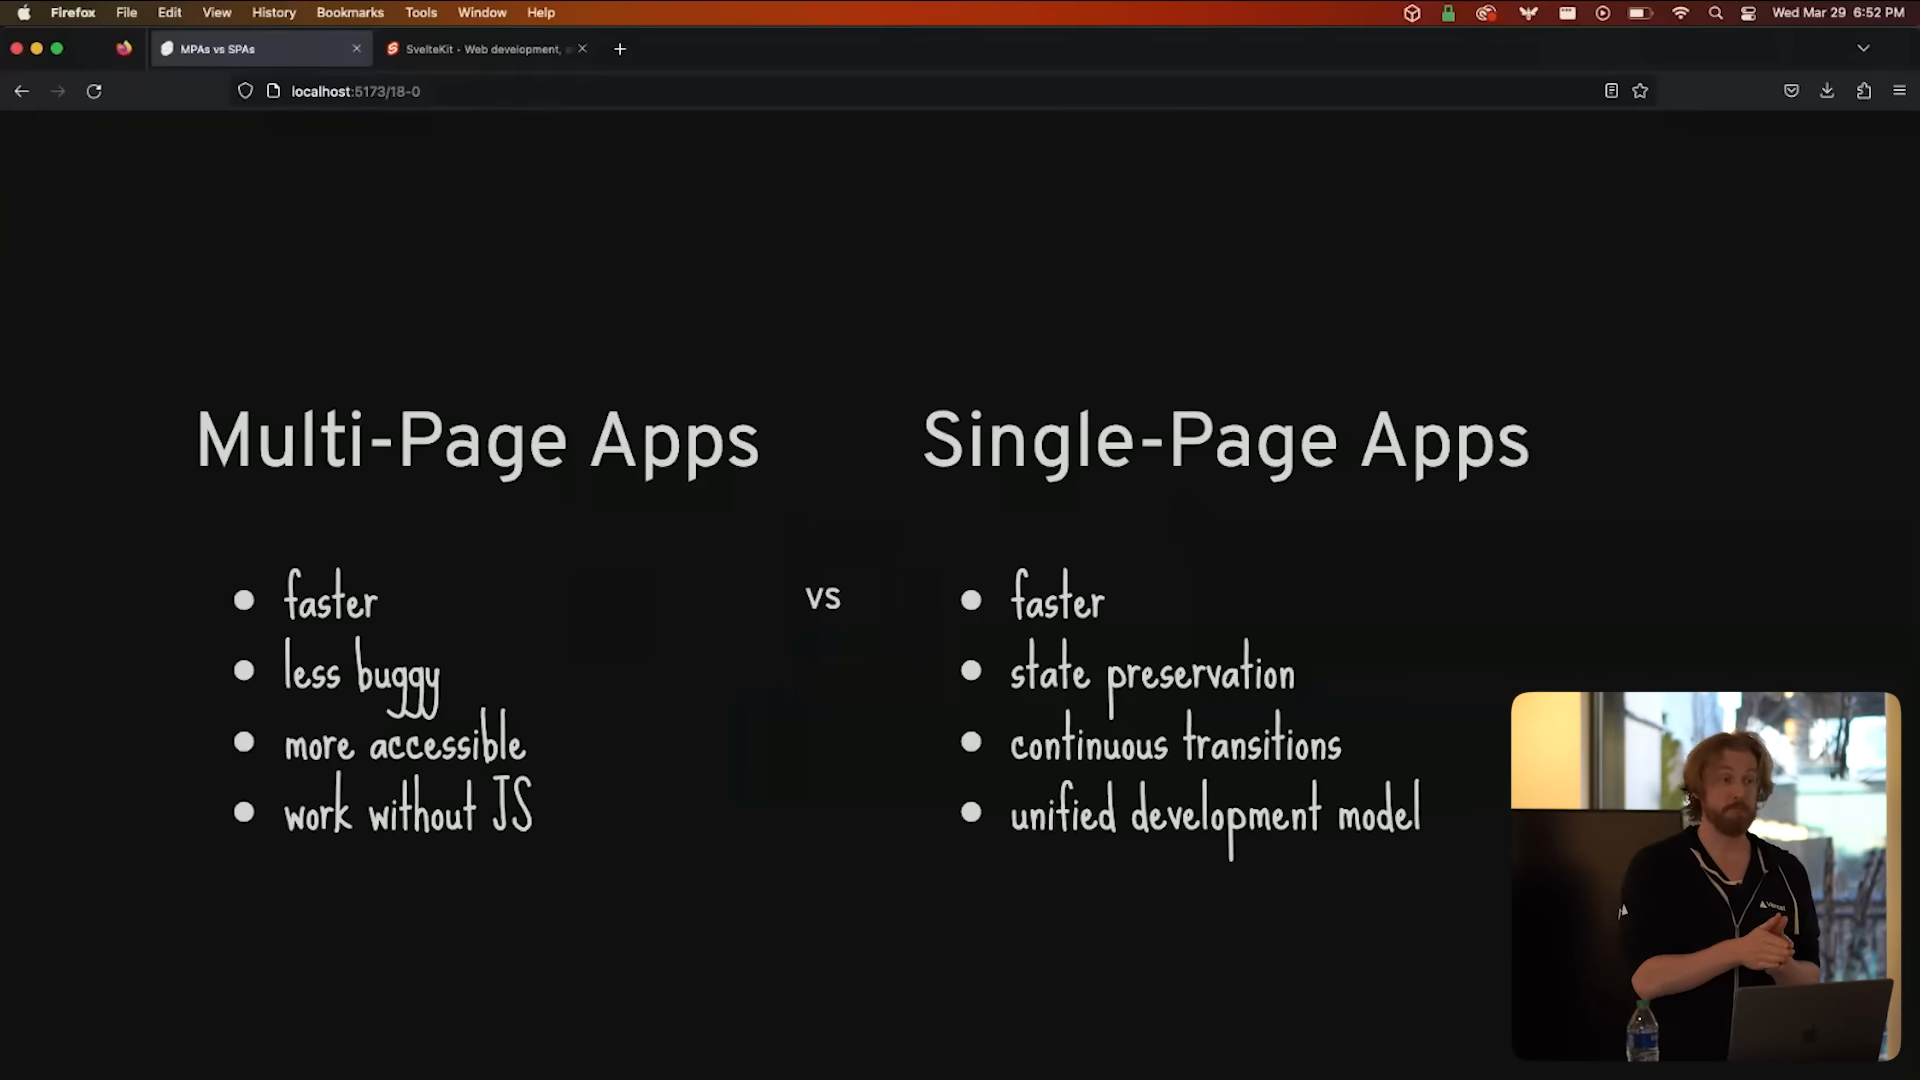 Firefox File Edit View History Bookmarks Tools Window Help Wed Mar 29 6:52 PM
MPAs vs SPAs SvelteKit • Web development,
localhost:5173/18-0
Multi-Page Apps
faster
less buggy
more accessible
work without JS
vs
Single-Page Apps
faster
state preservation
continuous transitions
unified development model
Vercel